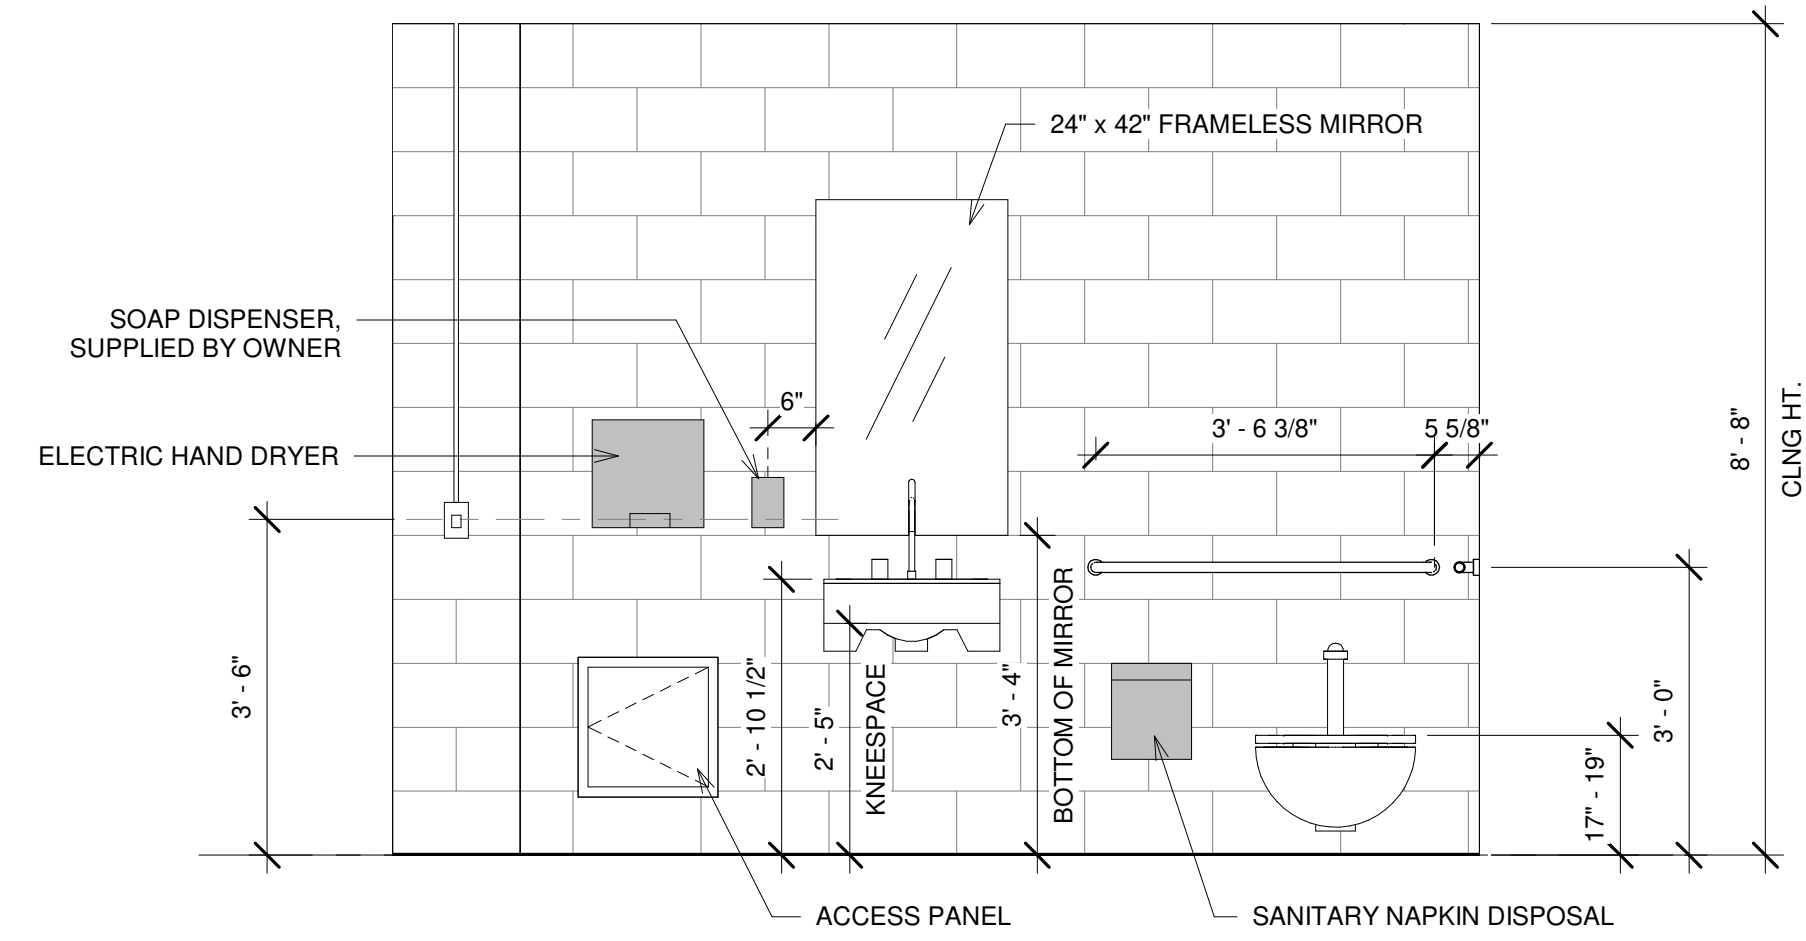 24" x 42" FRAMELESS MIRROR
SOAP DISPENSER,
SUPPLIED BY OWNER
6"
3' - 6 3/8"
5 5/8"
8' - 8"
CLNG HT.
ELECTRIC HAND DRYER
3' - 6"
2' - 10 1/2"
2' - 5"
KNEESPACE
3' - 4"
BOTTOM OF MIRROR
17" - 19"
3' - 0"
ACCESS PANEL
SANITARY NAPKIN DISPOSAL